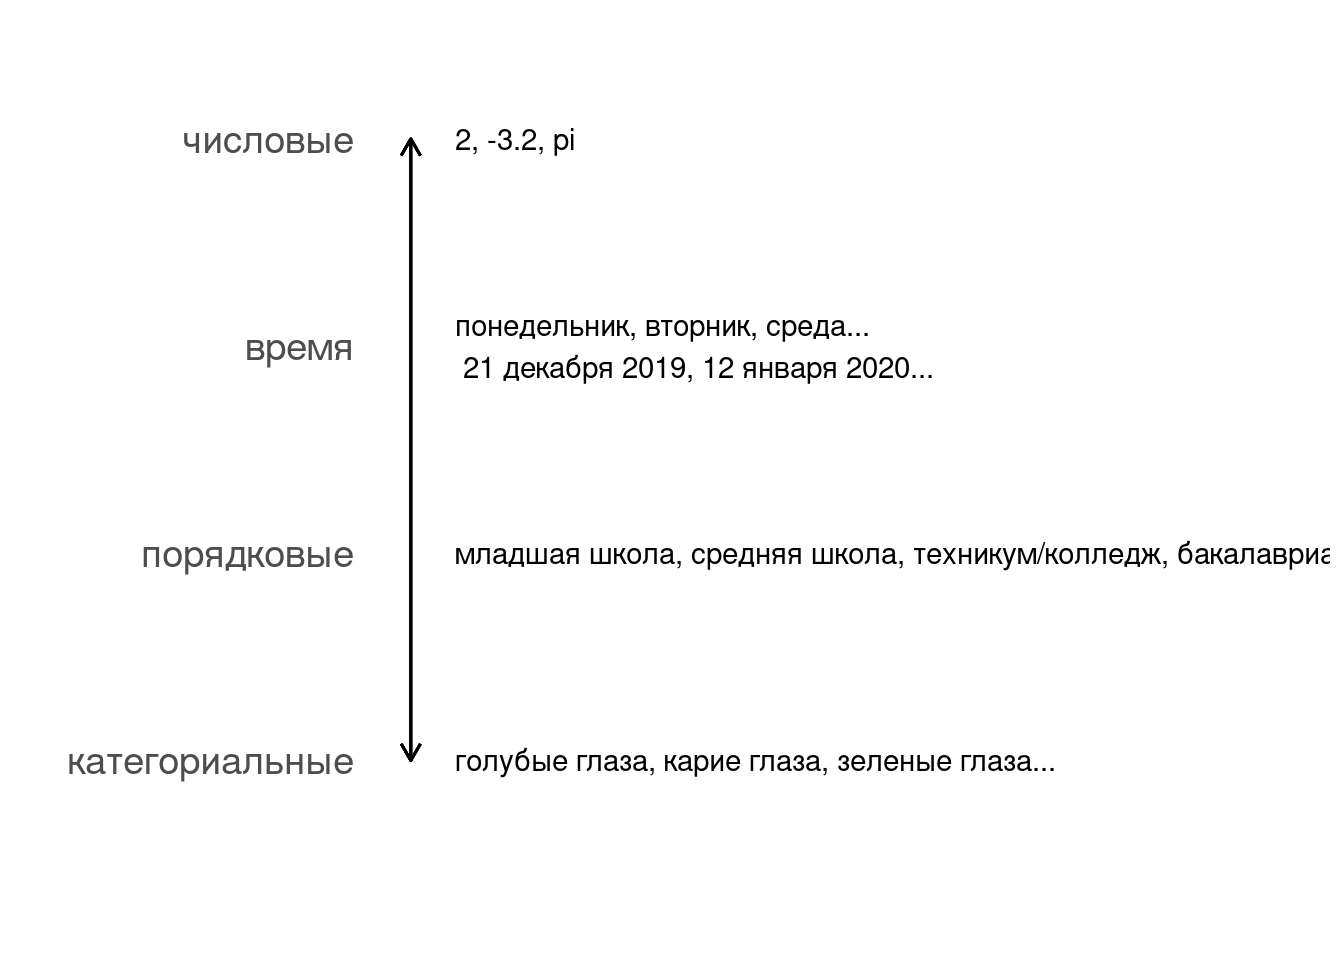 числовые 2, -3.2, pi
понедельник, вторник, среда...
время
21 декабря 2019, 12 января 2020...
порядковые младшая школа, средняя школа, техникум/колледж, бакалавриа
категориальные голубые глаза, карие глаза, зеленые глаза...